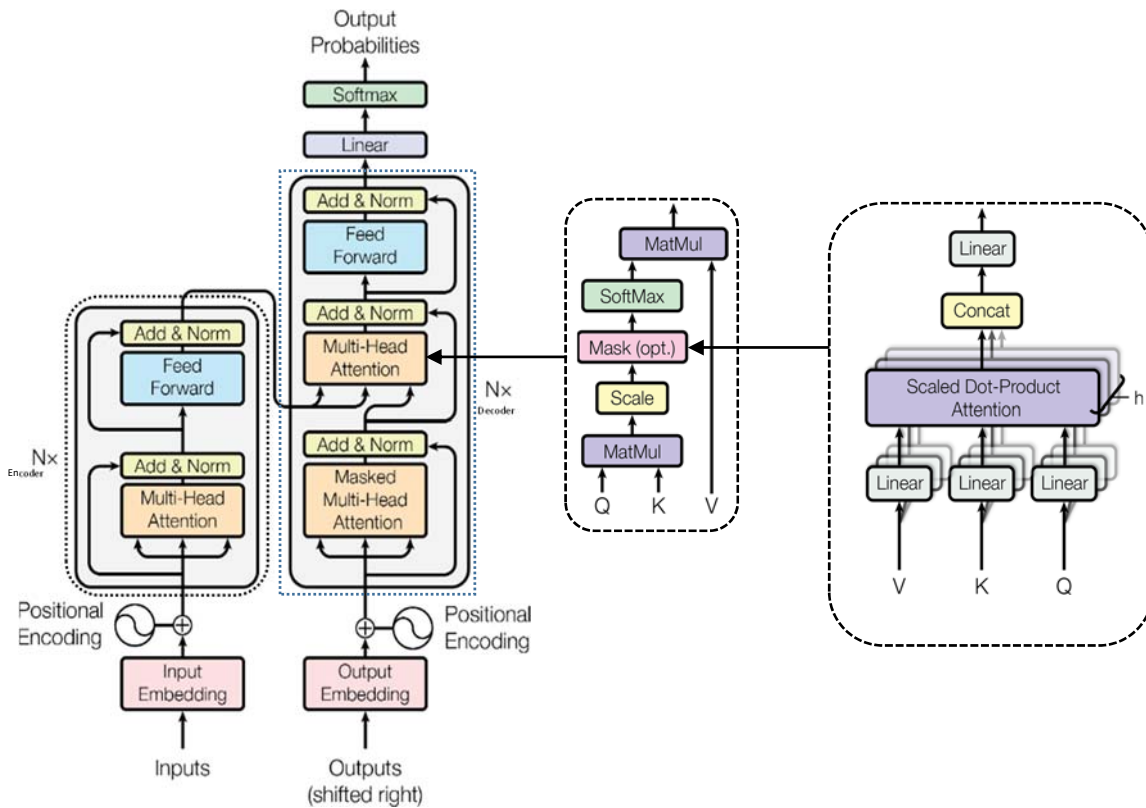 Output
Probabilities
Softmax
Linear
Add & Norm
Feed
Forward
Add & Norm
Multi-Head
Attention
Nx
Decoder
Add & Norm
Masked
Multi-Head
Attention
Add & Norm
Feed
Forward
Nx
Encoder
Add & Norm
Multi-Head
Attention
Positional
Encoding
Positional
Encoding
Input
Embedding
Output
Embedding
Inputs
Outputs
(shifted right)
MatMul
SoftMax
Mask (opt.)
Scale
MatMul
Q K V
Linear
Concat
Scaled Dot-Product
Attention
h
Linear Linear Linear
V K Q